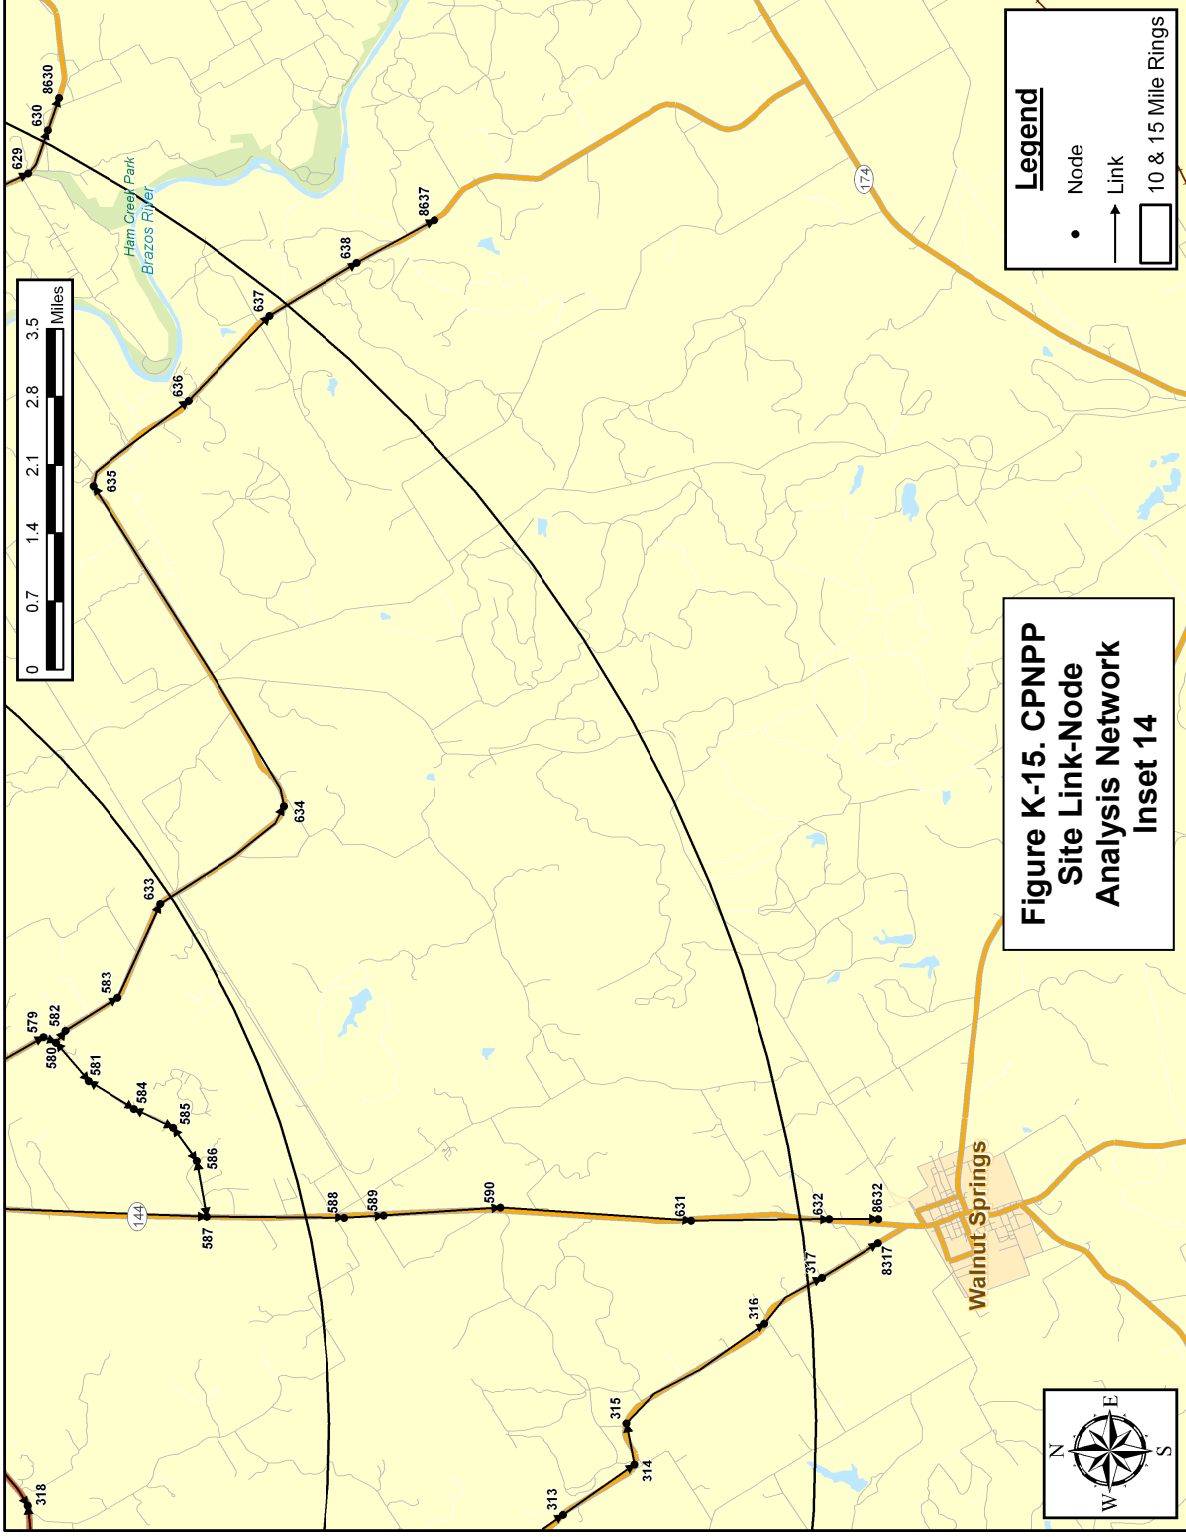 629
630
8630
Ham Creek Park
Brazos River
0 0.7 1.4 2.1 2.8 3.5
Miles
638
8637
637
636
635
634
633
583
582
579
580
581
584
585
586
587
144
588
589
590
631
632
8632
317
8317
316
315
314
313
318
174
Walnut Springs
Legend
Node
Link
10 & 15 Mile Rings
Figure K-15. CPNPP
Site Link-Node
Analysis Network
Inset 14
N
W E
S